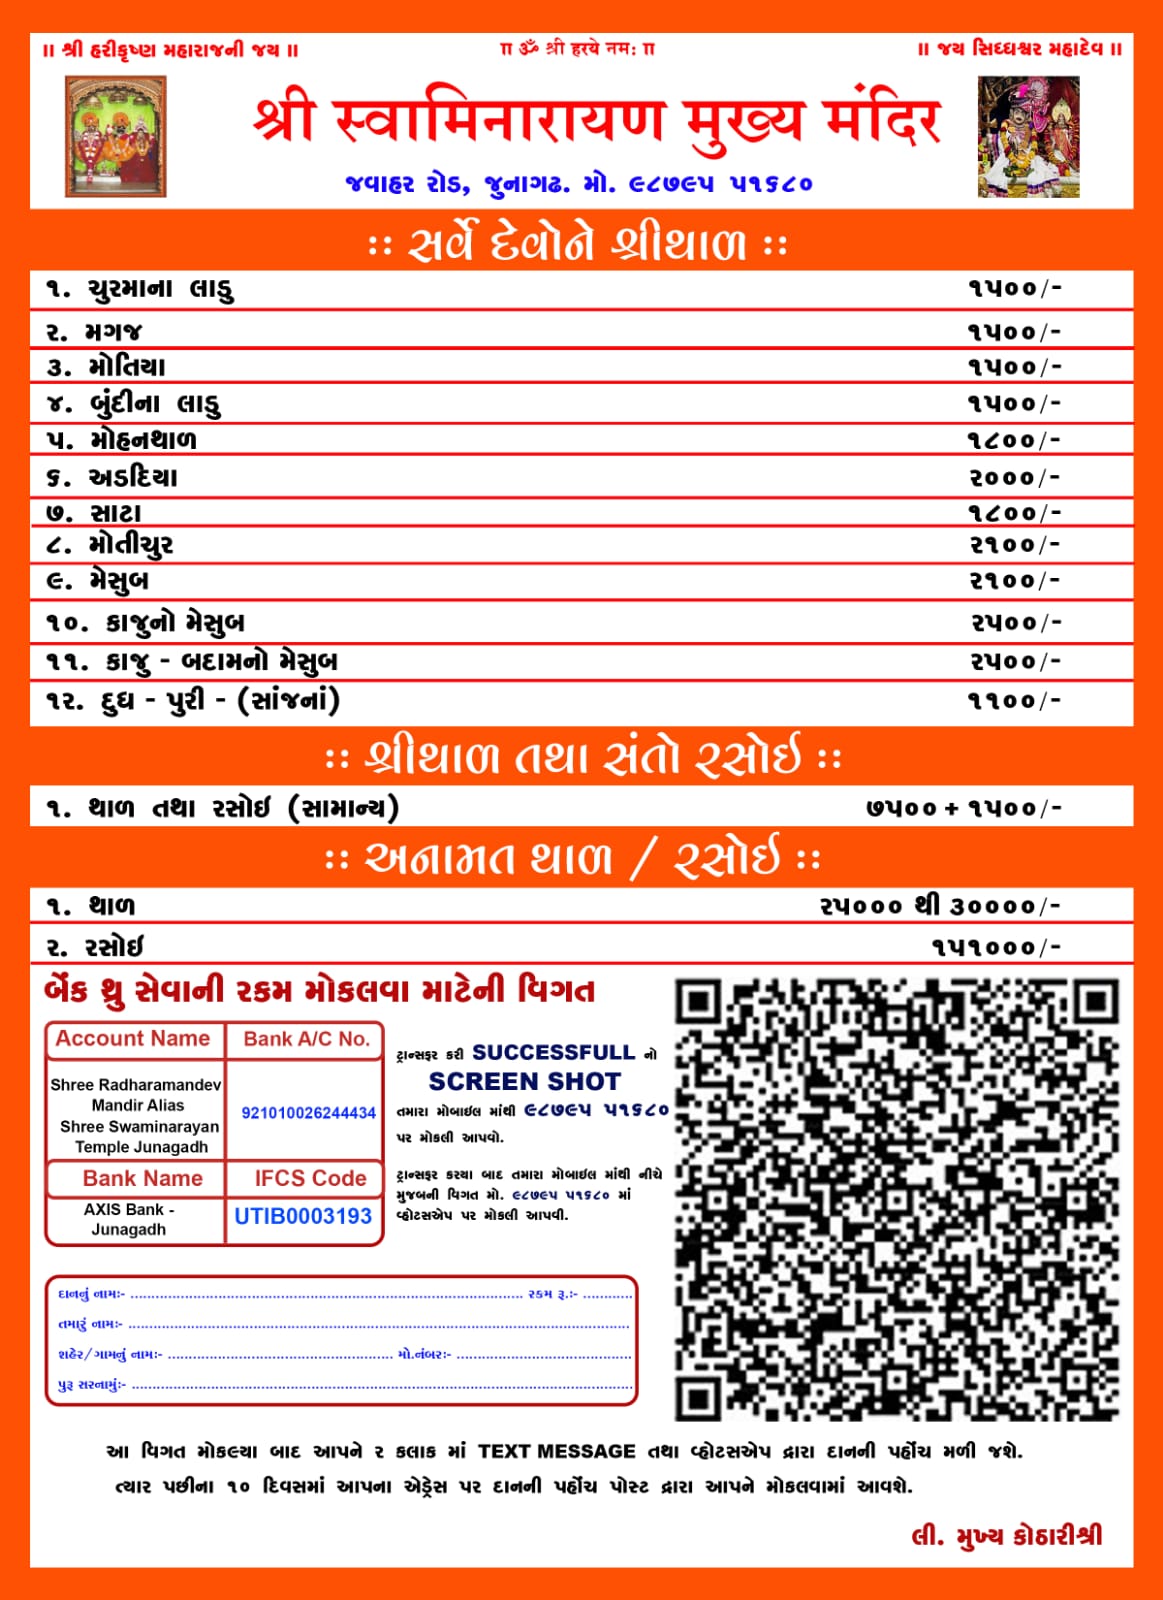 ॥ શ્રી હરીકૃષ્ણ મહારાજની જય ॥
॥ ૐ શ્રી હરયે નમ: ॥
॥ જય સિધ્ધેશ્વર મહાદેવ ॥
श्री स्वामिनारायण मुख्य मंदिर
જવાહર રોડ, જુનાગઢ. મો. ૯૮૭૯૫ ૫૧૬૮૦
:: સર્વે દેવોને શ્રીથાળ ::
૧. ચુરમાના લાડુ ૧૫૦૦/-
૨. મગજ ૧૫૦૦/-
૩. મોતિયા ૧૫૦૦/-
૪. બુંદીના લાડુ ૧૫૦૦/-
૫. મોહનથાળ ૧૮૦૦/-
૬. અડદિયા ૨૦૦૦/-
૭. સાટા ૧૮૦૦/-
૮. મોતીચુર ૨૧૦૦/-
૯. મેસુબ ૨૧૦૦/-
૧૦. કાજુનો મેસુબ ૨૫૦૦/-
૧૧. કાજુ - બદામનો મેસુબ ૨૫૦૦/-
૧૨. દુધ - પુરી - (સાંજનાં) ૧૧૦૦/-
:: શ્રીથાળ તથા સંતો રસોઈ ::
૧. થાળ તથા રસોઈ (સામાન્ય) ૭૫૦૦ + ૧૫૦૦/-
:: અનામત થાળ / રસોઈ ::
૧. થાળ ૨૫૦૦૦ થી ૩૦૦૦૦/-
૨. રસોઈ ૧૫૧૦૦૦/-
બેંક થ્રુ સેવાની રકમ મોકલવા માટેની વિગત
Account Name Bank A/C No.
Shree Radharamandev
Mandir Alias
Shree Swaminarayan
Temple Junagadh
921010026244434
Bank Name IFCS Code
AXIS Bank -
Junagadh
UTIB0003193
ટ્રાન્સફર કરી SUCCESSFULL નો
SCREEN SHOT
તમારા મોબાઈલ માંથી ૯૮૭૯૫ ૫૧૬૮૦
પર મોકલી આપવો.
ટ્રાન્સફર કરયા બાદ તમારા મોબાઈલ માંથી નીચે
મુજબની વિગત મો. ૯૮૭૯૫ ૫૧૬૮૦ માં
વ્હોટસએપ પર મોકલી આપવી.
દાનનું નામઃ- ........ રકમ રૂ.ઃ- ........
તમારું નામઃ- ........
શહેર/ગામનું નામઃ- ........ મો.નંબરઃ- ........
પુરૂ સરનામુંઃ- ........
આ વિગત મોકલ્યા બાદ આપને ૨ કલાક માં TEXT MESSAGE તથા વ્હોટસએપ દ્વારા દાનની પહોંચ મળી જશે.
ત્યાર પછીના ૧૦ દિવસમાં આપના એડ્રેસ પર દાનની પહોંચ પોસ્ટ દ્વારા આપને મોકલવામાં આવશે.
લી. મુખ્ય કોઠારીશ્રી